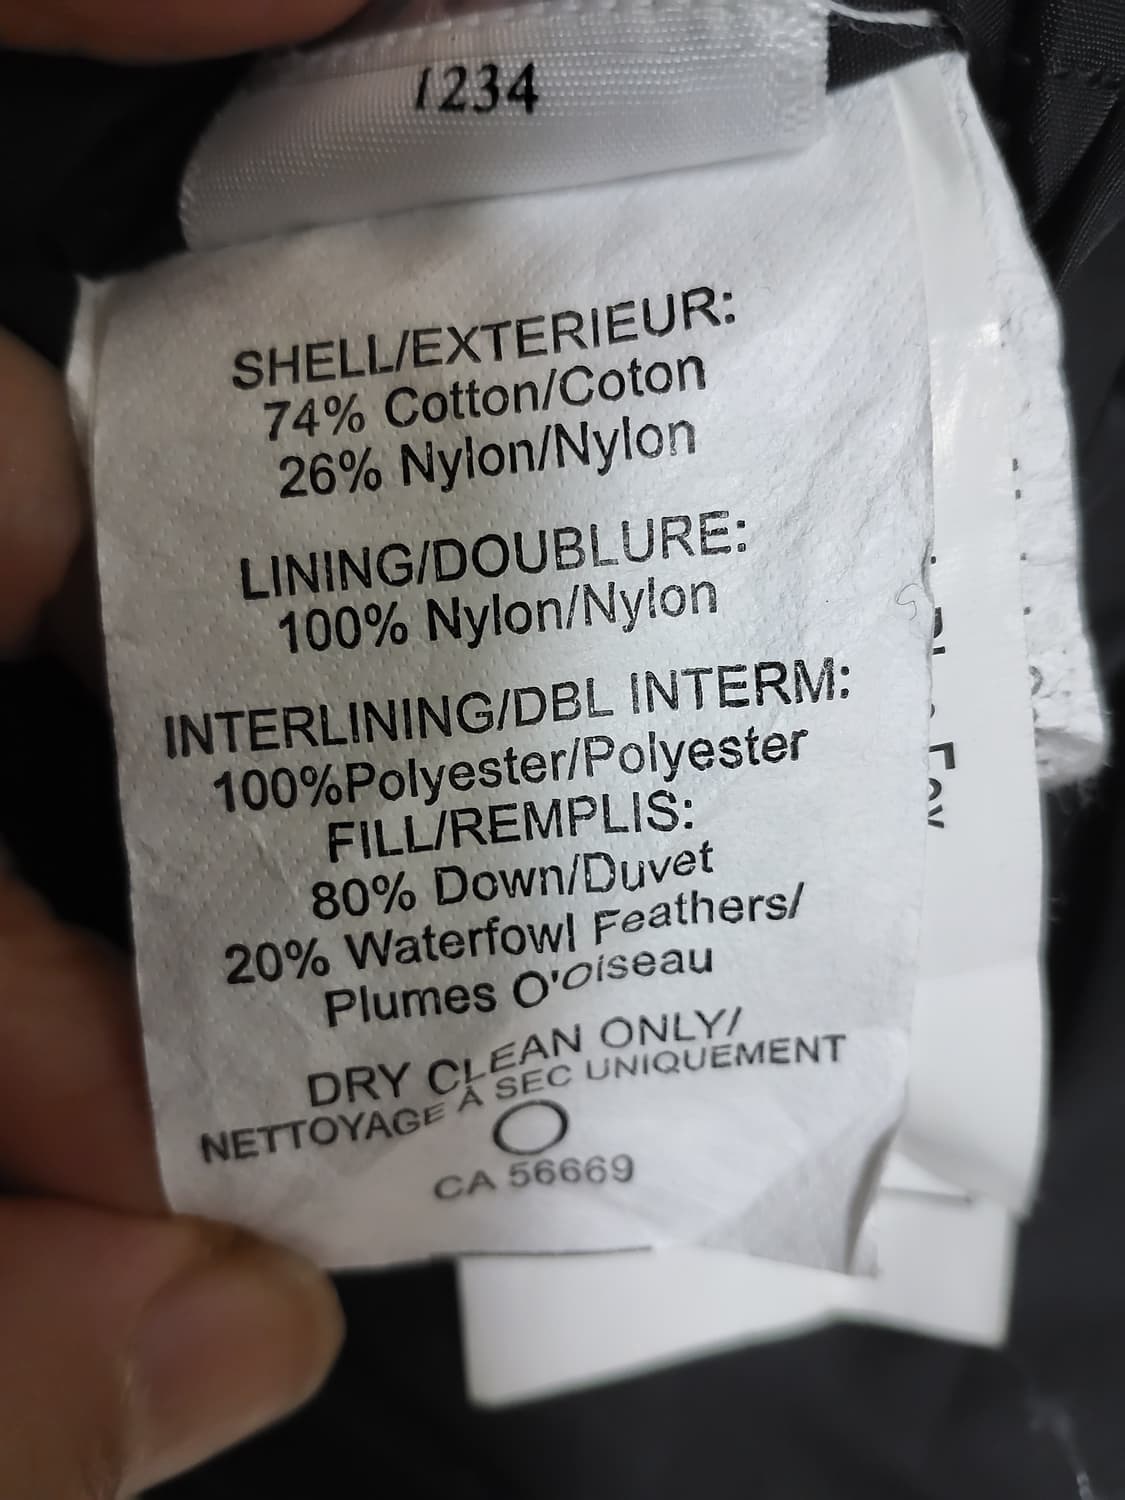 1234
SHELL/EXTERIEUR:
74% Cotton/Coton
26% Nylon/Nylon
LINING/DOUBLURE:
100% Nylon/Nylon
INTERLINING/DBL INTERM:
100%Polyester/Polyester
FILL/REMPLIS:
80% Down/Duvet
20% Waterfowl Feathers/
Plumes O'oiseau
DRY CLEAN ONLY/
NETTOYAGE À SEC UNIQUEMENT
CA 56669